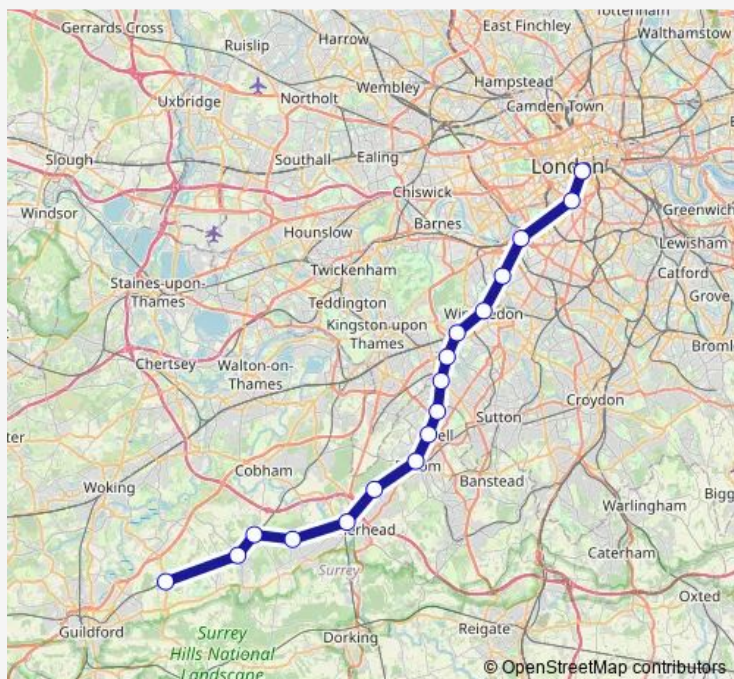 Tottenham
Gerrards Cross
East Finchley
Ruislip
Harrow
Walthamstow
Wembley
Hampstead
Uxbridge
Northolt
Camden Town
Slough
Southall
Ealing
London
Windsor
Chiswick
Hounslow
Barnes
Greenwich
Lewisham
Twickenham
Catford
Staines-upon-
Thames
Teddington
Grove
Kingston upon
Thames
Chertsey
Walton-on-
Thames
Croydon
Sutton
Cobham
Banstead
Woking
Warlingham
Caterham
Surrey
Oxted
Guildford
Surrey
Hills National
Landscape
Dorking
Reigate
© OpenStreetMap contributors